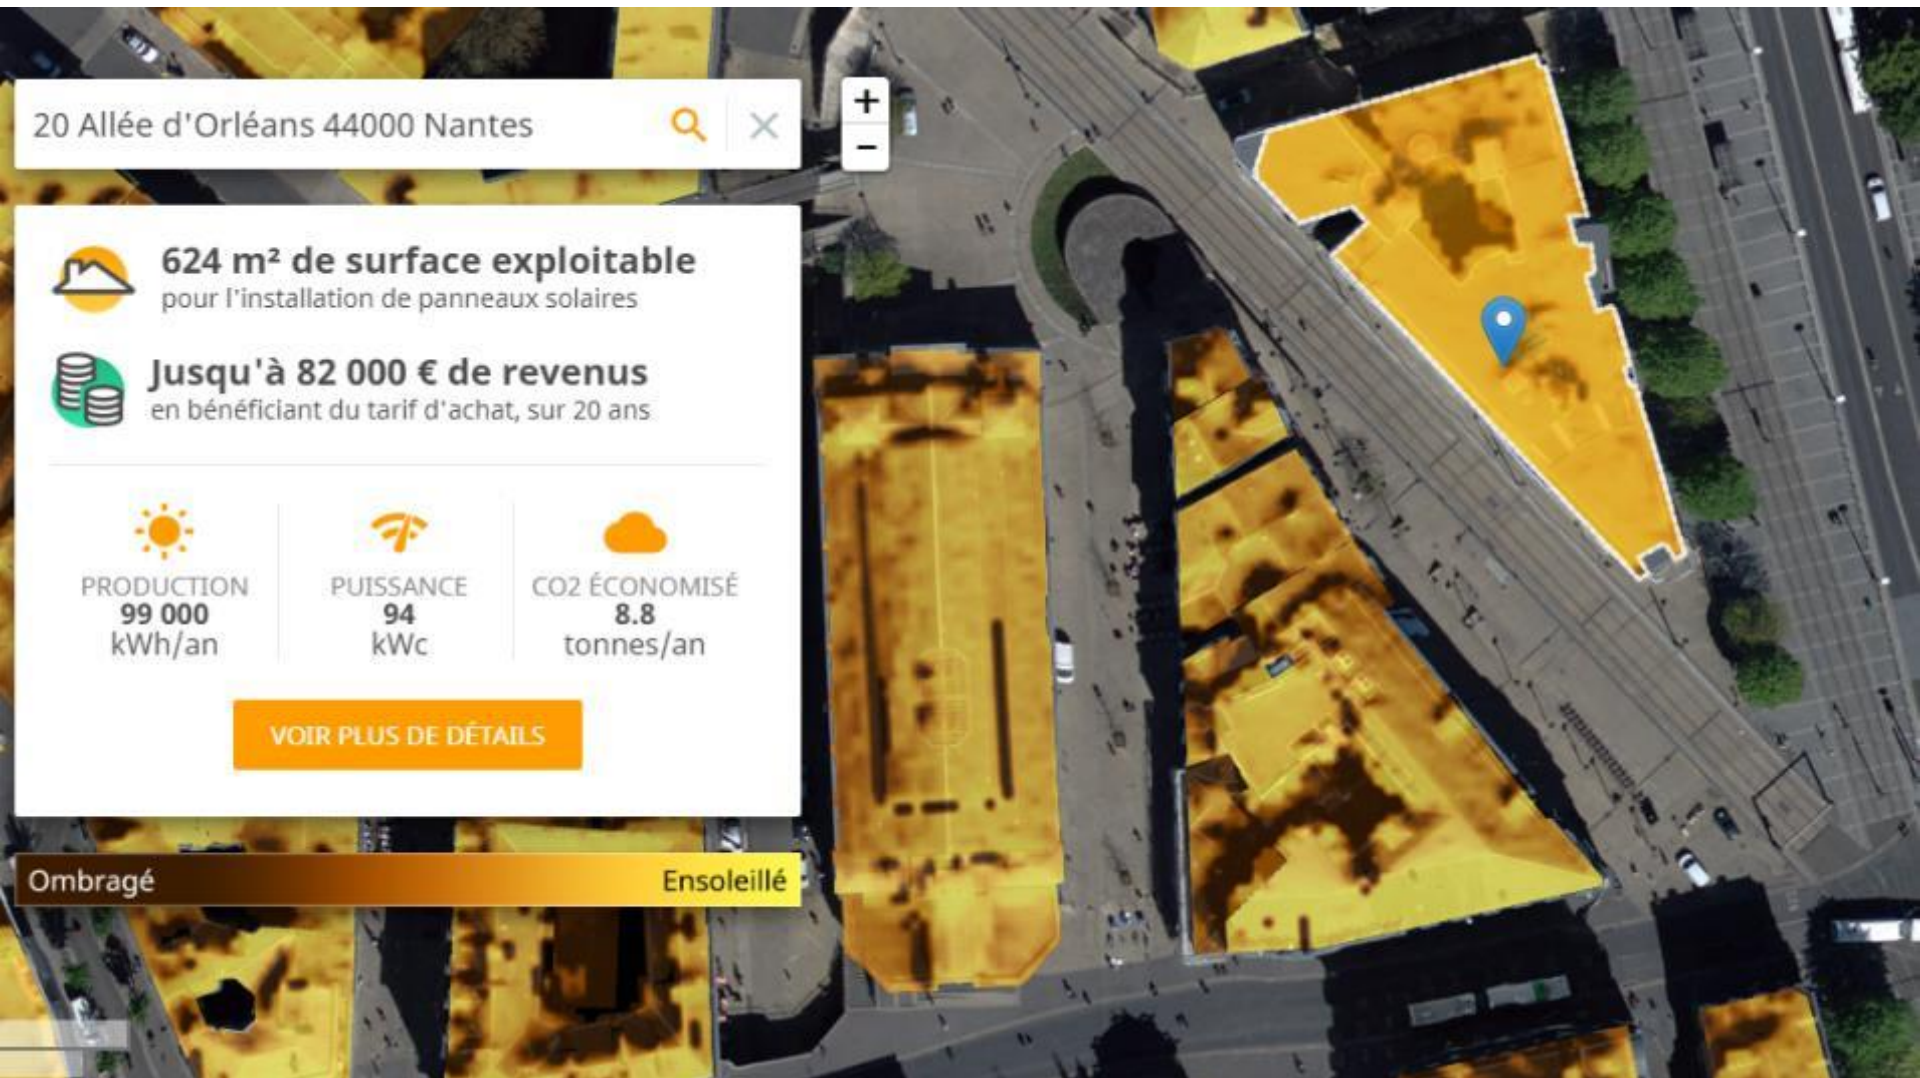 20 Allée d'Orléans 44000 Nantes
+
−
624 m² de surface exploitable
pour l'installation de panneaux solaires
Jusqu'à 82 000 € de revenus
en bénéficiant du tarif d'achat, sur 20 ans
PRODUCTION
99 000
kWh/an
PUISSANCE
94
kWc
CO2 ÉCONOMISÉ
8.8
tonnes/an
VOIR PLUS DE DÉTAILS
Ombragé
Ensoleillé